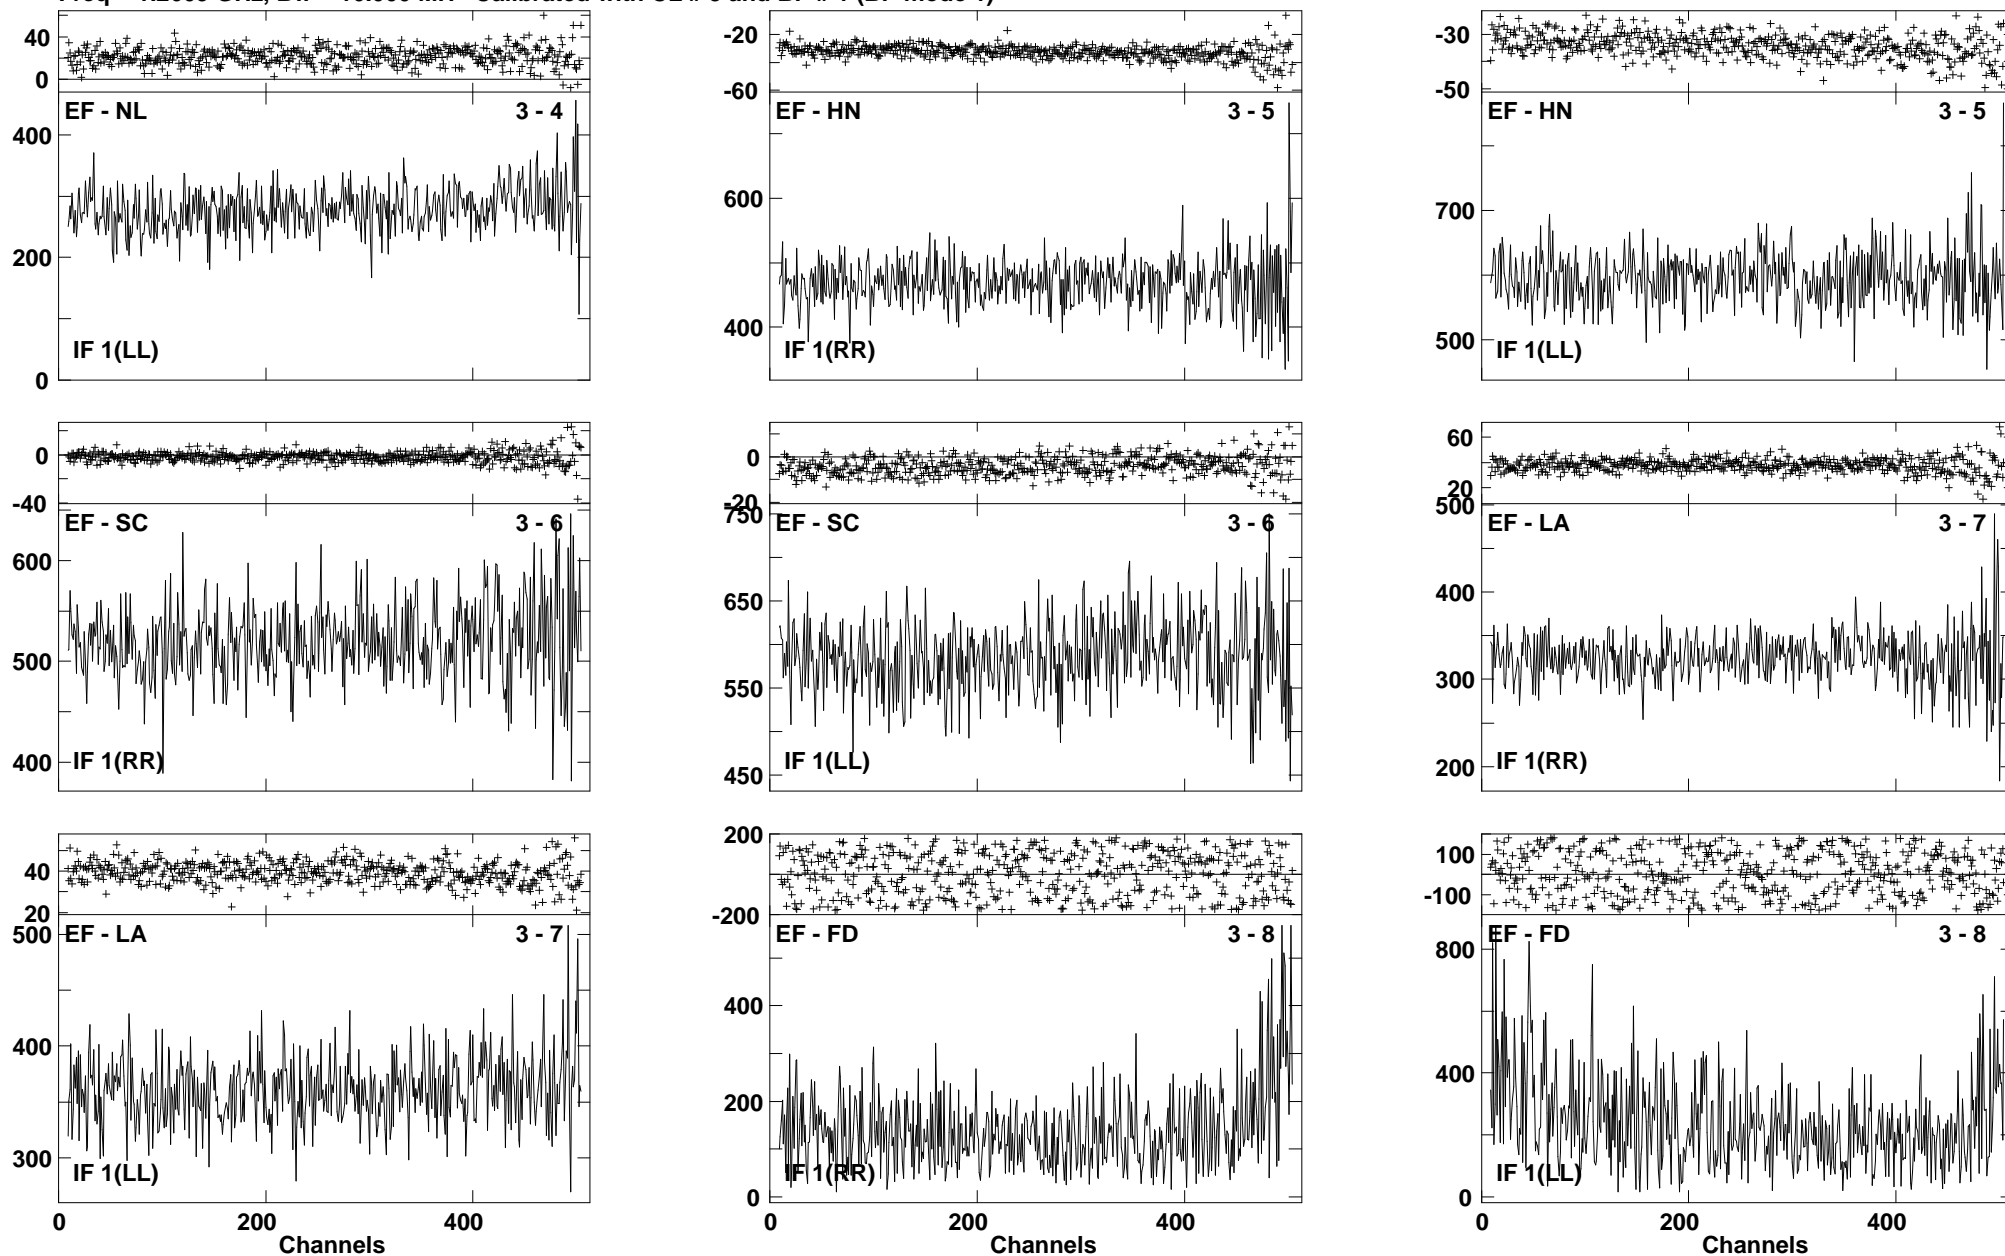 40
0
EF - NL 3 - 4
400
200
0
IF 1(LL)
-20
-60
EF - HN 3 - 5
600
400
IF 1(RR)
-30
-50
EF - HN 3 - 5
700
500
IF 1(LL)
0
-40
EF - SC 3 - 6
600
500
400
IF 1(RR)
0
-20
750
EF - SC 3 - 6
650
550
450
IF 1(LL)
60
20
500
EF - LA 3 - 7
400
300
200
IF 1(RR)
40
20
500
EF - LA 3 - 7
400
300
IF 1(LL)
0 200 400
Channels
200
-200
EF - FD 3 - 8
400
200
0
IF 1(RR)
0 200 400
Channels
100
-100
EF - FD 3 - 8
800
400
0
IF 1(LL)
0 200 400
Channels